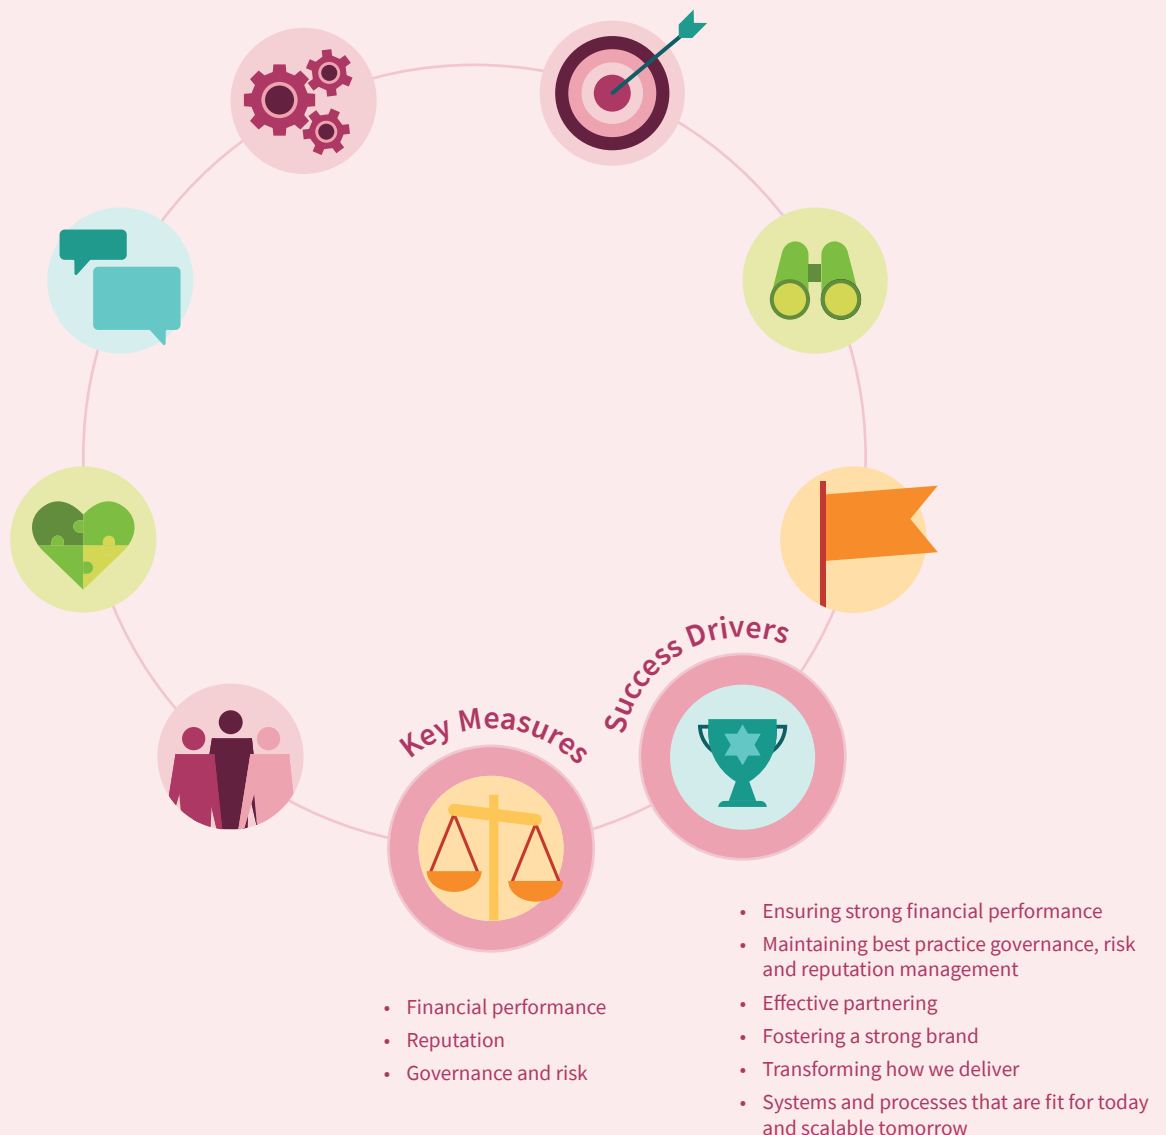 Success Drivers
Key Measures
• Ensuring strong financial performance
• Maintaining best practice governance, risk
and reputation management
• Effective partnering
• Fostering a strong brand
• Transforming how we deliver
• Systems and processes that are fit for today
and scalable tomorrow
• Financial performance
• Reputation
• Governance and risk